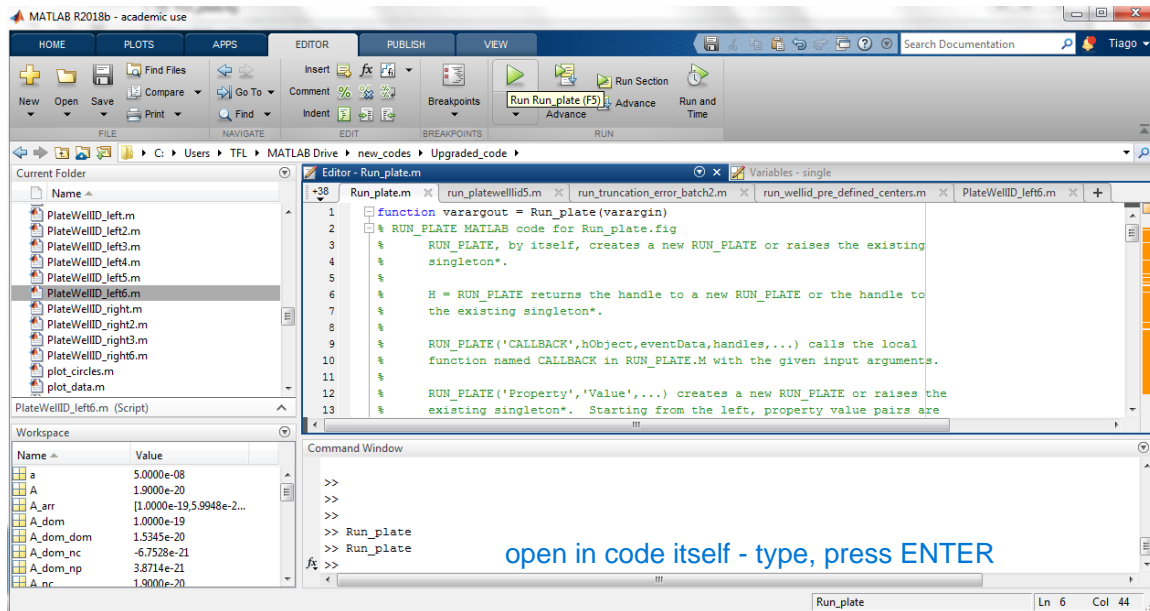 MATLAB R2018b - academic use
HOME PLOTS APPS EDITOR PUBLISH VIEW Search Documentation Tiago
New Open Save Find Files Compare Print Go To Find Insert fx Comment Indent Breakpoints Run Run_plate (F5) Advance Run Section Advance Run and Time
FILE NAVIGATE EDIT BREAKPOINTS RUN
C: Users TFL MATLAB Drive new_codes Upgraded_code
Current Folder
Name
PlateWellID_left.m
PlateWellID_left2.m
PlateWellID_left3.m
PlateWellID_left4.m
PlateWellID_left5.m
PlateWellID_left6.m
PlateWellID_right.m
PlateWellID_right2.m
PlateWellID_right3.m
PlateWellID_right6.m
plot_circles.m
plot_data.m
PlateWellID_left6.m (Script)
Workspace
Name Value
a 5.0000e-08
A 1.9000e-20
A_arr [1.0000e-19,5.9948e-2...
A_dom 1.0000e-19
A_dom_dom 1.5345e-20
A_dom_nc -6.7528e-21
A_dom_np 3.8714e-21
A_nc 1.9000e-20
Editor - Run_plate.m Variables - single
+38 Run_plate.m run_platewelllid5.m run_truncation_error_batch2.m run_wellid_pre_defined_centers.m PlateWellID_left6.m +
1 function varargout = Run_plate(varargin)
2 % RUN_PLATE MATLAB code for Run_plate.fig
3 % RUN_PLATE, by itself, creates a new RUN_PLATE or raises the existing
4 % singleton*.
5 %
6 % H = RUN_PLATE returns the handle to a new RUN_PLATE or the handle to
7 % the existing singleton*.
8 %
9 % RUN_PLATE('CALLBACK',hObject,eventData,handles,...) calls the local
10 % function named CALLBACK in RUN_PLATE.M with the given input arguments.
11 %
12 % RUN_PLATE('Property','Value',...) creates a new RUN_PLATE or raises the
13 % existing singleton*. Starting from the left, property value pairs are
Command Window
>>
>>
>>
>> Run_plate
>> Run_plate
fx >>
open in code itself - type, press ENTER
Run_plate Ln 6 Col 44